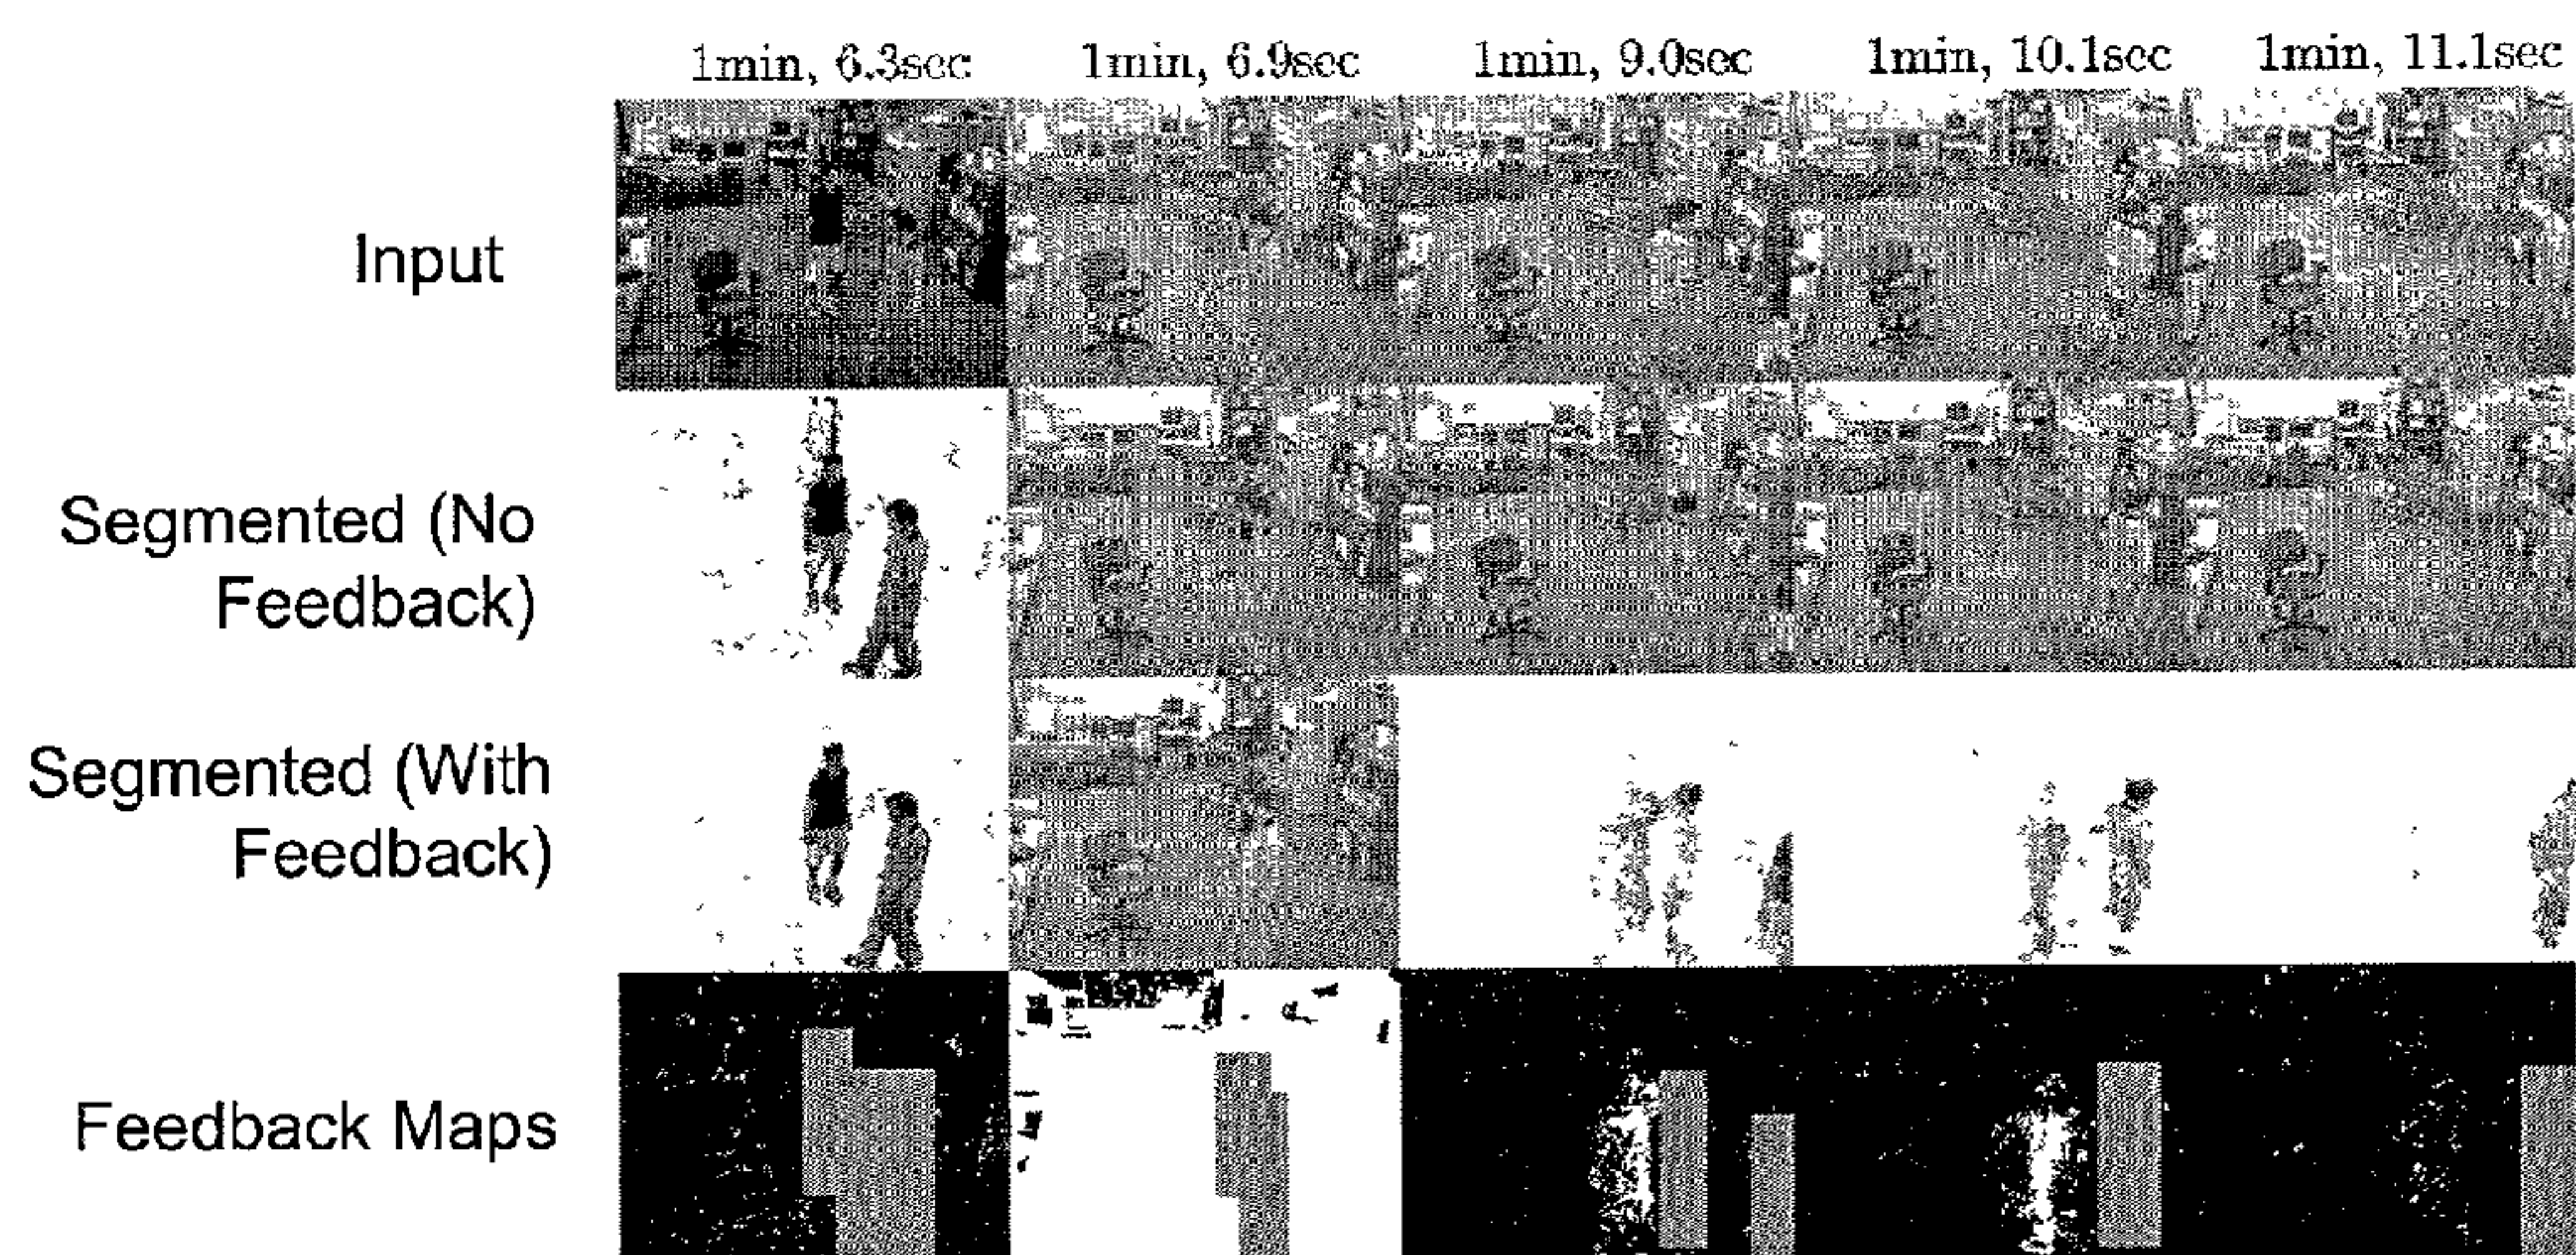 1min, 6.3sec 1min, 6.9sec 1min, 9.0sec 1min, 10.1sec 1min, 11.1sec
Input
Segmented (No
Feedback)
Segmented (With
Feedback)
Feedback Maps